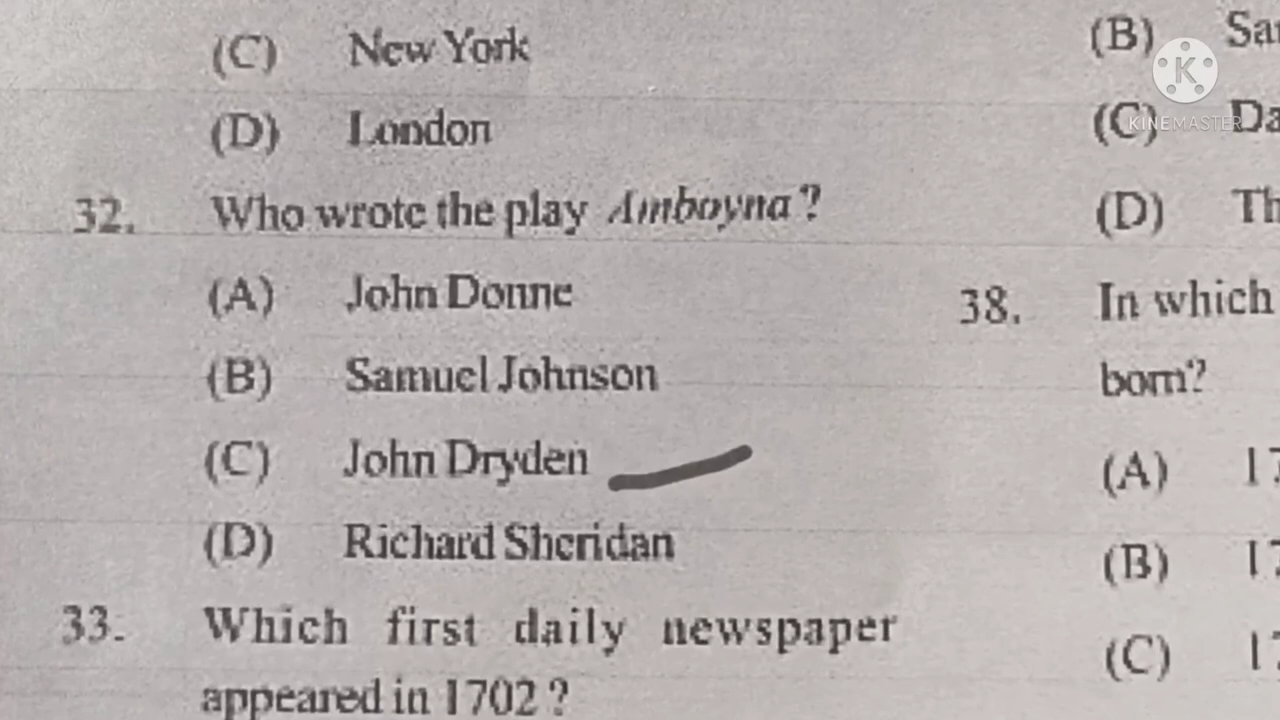 (C) New York
(D) London
32. Who wrote the play Amboyna?
(A) John Donne
(B) Samuel Johnson
(C) John Dryden
(D) Richard Sheridan
33. Which first daily newspaper
appeared in 1702 ?
(B)
(C)
(D)
38. In which
born?
(A)
(B)
(C)
K
KINEMASTER